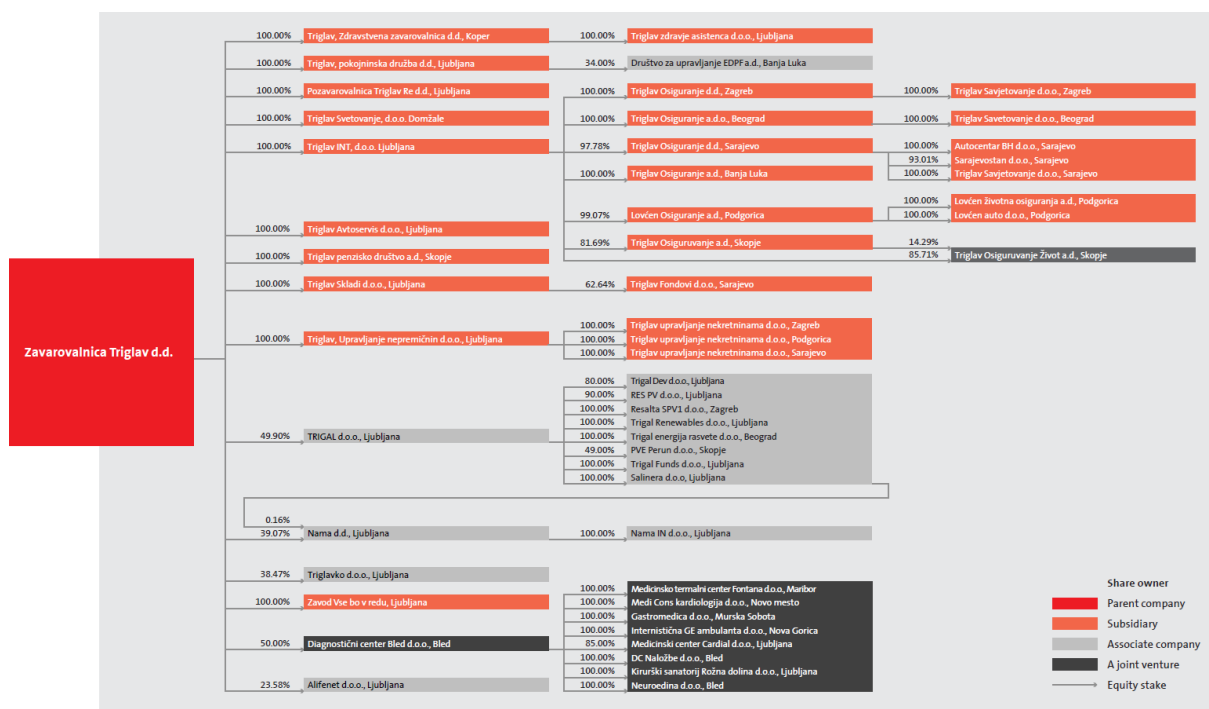 100.00% Triglav, Zdravstvena zavarovalnica d.d., Koper 100.00% Triglav zdravje asistenca d.o.o., Ljubljana
100.00% Triglav, pokojninska družba d.d., Ljubljana 34.00% Društvo za upravljanje EDPF a.d., Banja Luka
100.00% Pozavarovalnica Triglav Re d.d., Ljubljana 100.00% Triglav Osiguranje d.d., Zagreb 100.00% Triglav Savjetovanje d.o.o., Zagreb
100.00% Triglav Svetovanje, d.o.o. Domžale 100.00% Triglav Osiguranje a.d.o., Beograd 100.00% Triglav Savetovanje d.o.o., Beograd
100.00% Triglav INT, d.o.o. Ljubljana 97.78% Triglav Osiguranje d.d., Sarajevo 100.00% Autocentar BH d.o.o., Sarajevo
93.01% Sarajevostan d.o.o., Sarajevo
100.00% Triglav Osiguranje a.d., Banja Luka 100.00% Triglav Savjetovanje d.o.o., Sarajevo
100.00% Lovćen životna osiguranja a.d., Podgorica
99.07% Lovćen Osiguranje a.d., Podgorica 100.00% Lovćen auto d.o.o., Podgorica
100.00% Triglav Avtoservis d.o.o., Ljubljana
81.69% Triglav Osiguruvanje a.d., Skopje 14.29%
100.00% Triglav penzisko društvo a.d., Skopje 85.71% Triglav Osiguruvanje Život a.d., Skopje
100.00% Triglav Skladi d.o.o., Ljubljana 62.64% Triglav Fondovi d.o.o., Sarajevo
100.00% Triglav upravljanje nekretninama d.o.o., Zagreb
100.00% Triglav, Upravljanje nepremičnin d.o.o., Ljubljana 100.00% Triglav upravljanje nekretninama d.o.o., Podgorica
100.00% Triglav upravljanje nekretninama d.o.o., Sarajevo
Zavarovalnica Triglav d.d.
80.00% Trigal Dev d.o.o., Ljubljana
90.00% RES PV d.o.o., Ljubljana
100.00% Resalta SPV1 d.o.o., Zagreb
100.00% Trigal Renewables d.o.o., Ljubljana
49.90% TRIGAL d.o.o., Ljubljana 100.00% Trigal energija rasvete d.o.o., Beograd
49.00% PVE Perun d.o.o., Skopje
100.00% Trigal Funds d.o.o., Ljubljana
100.00% Salinera d.o.o, Ljubljana
0.16%
39.07% Nama d.d., Ljubljana 100.00% Nama IN d.o.o., Ljubljana
38.47% Triglavko d.o.o., Ljubljana
100.00% Medicinsko termalni center Fontana d.o.o., Maribor
100.00% Zavod Vse bo v redu, Ljubljana 100.00% Medi Cons kardiologija d.o.o., Novo mesto
100.00% Gastromedica d.o.o., Murska Sobota
100.00% Internistična GE ambulanta d.o.o., Nova Gorica
50.00% Diagnostični center Bled d.o.o., Bled 85.00% Medicinski center Cardial d.o.o., Ljubljana
100.00% DC Naložbe d.o.o., Bled
100.00% Kirurški sanatorij Rožna dolina d.o.o., Ljubljana
23.58% Alifenet d.o.o., Ljubljana 100.00% Neuroedina d.o.o., Bled
Share owner
Parent company
Subsidiary
Associate company
A joint venture
Equity stake